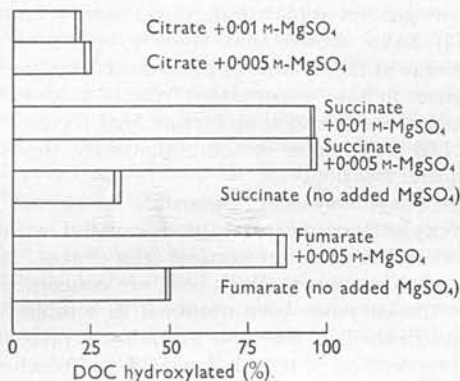 Citrate +0·01 M-MgSO₄
Citrate +0·005 M-MgSO₄
Succinate
+0·01 M-MgSO₄
Succinate
+0·005 M-MgSO₄
Succinate (no added MgSO₄)
Fumarate
+0·005 M-MgSO₄
Fumarate (no added MgSO₄)
25 50 75 100
DOC hydroxylated (%).